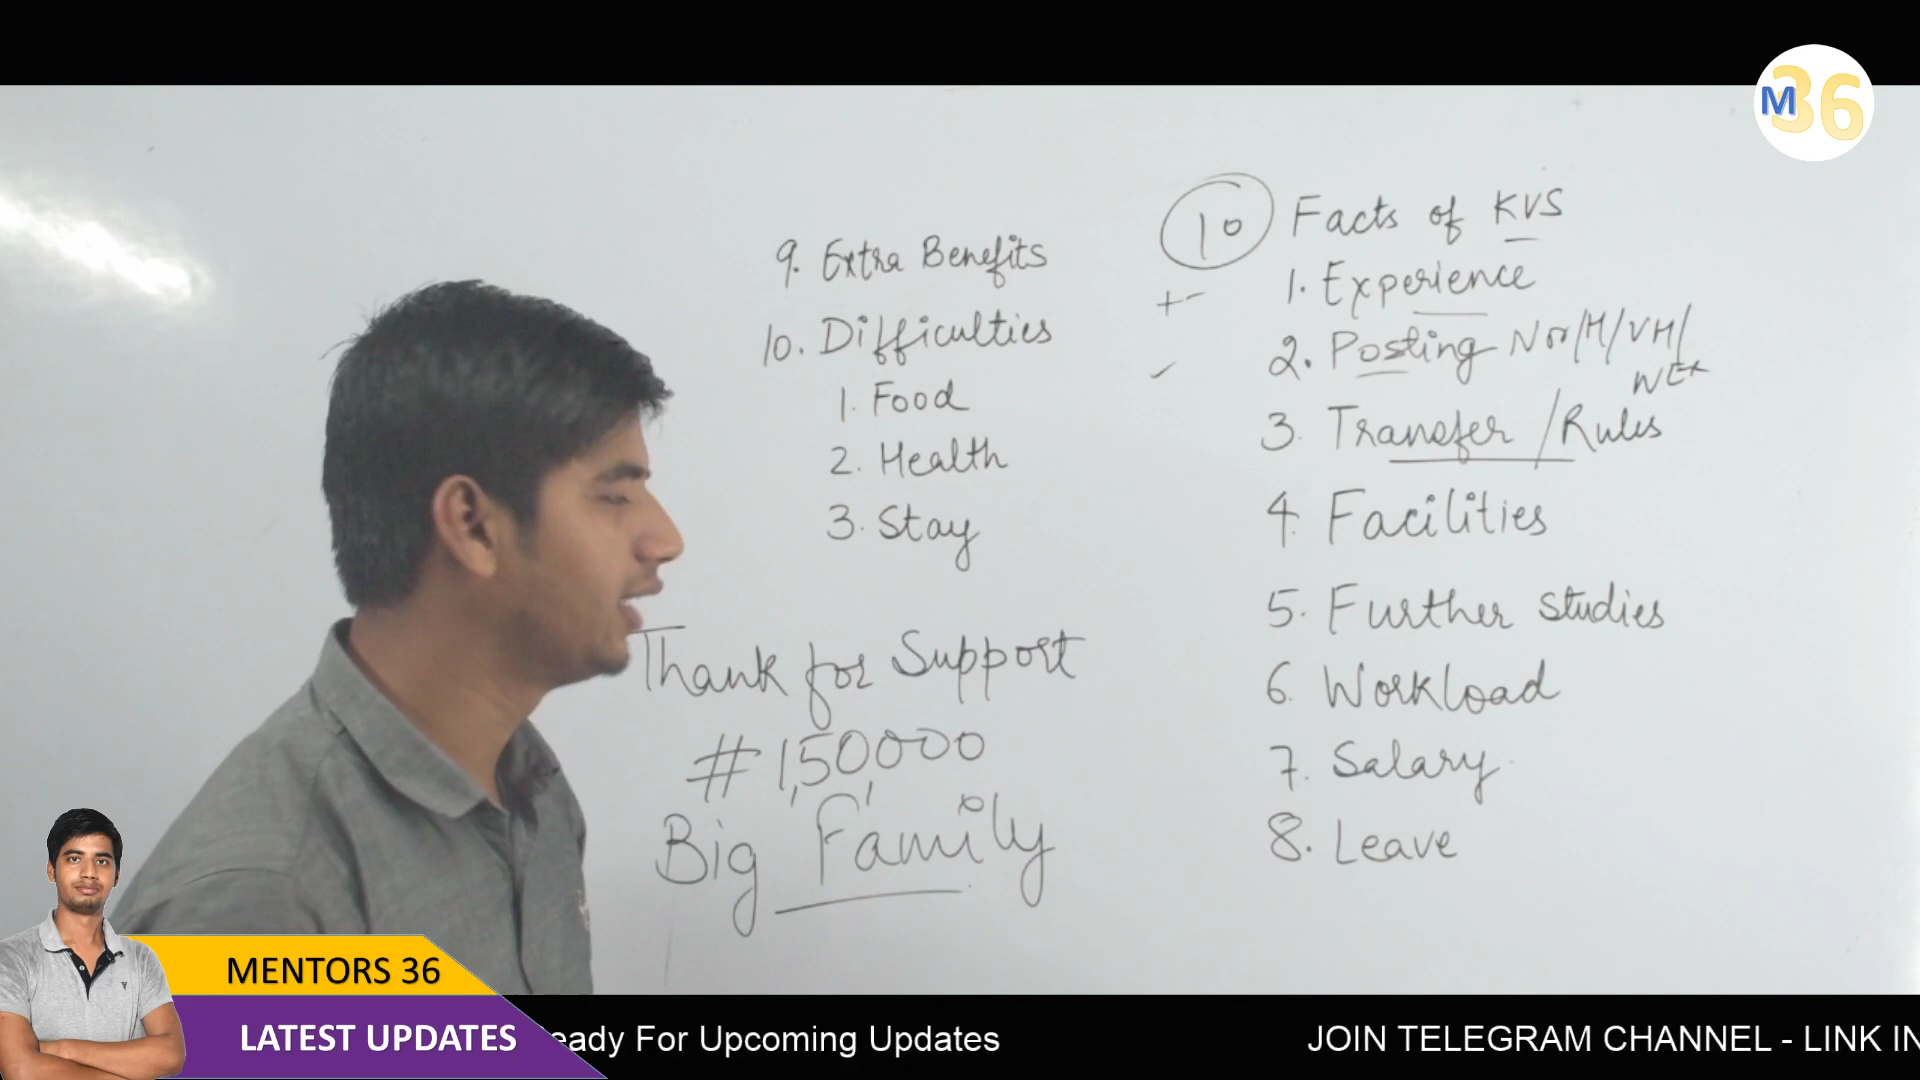 M36
10 Facts of KVS
+-
1. Experience
2. Posting Nor/H/VH/
NEX
3. Transfer / Rules
4. Facilities
5. Further Studies
6. Workload
7. Salary
8. Leave
9. Extra Benefits
10. Difficulties
1. Food
2. Health
3. Stay
Thank for Support
# 1,50,000
Big Family
MENTORS 36
LATEST UPDATES
eady For Upcoming Updates
JOIN TELEGRAM CHANNEL - LINK IN